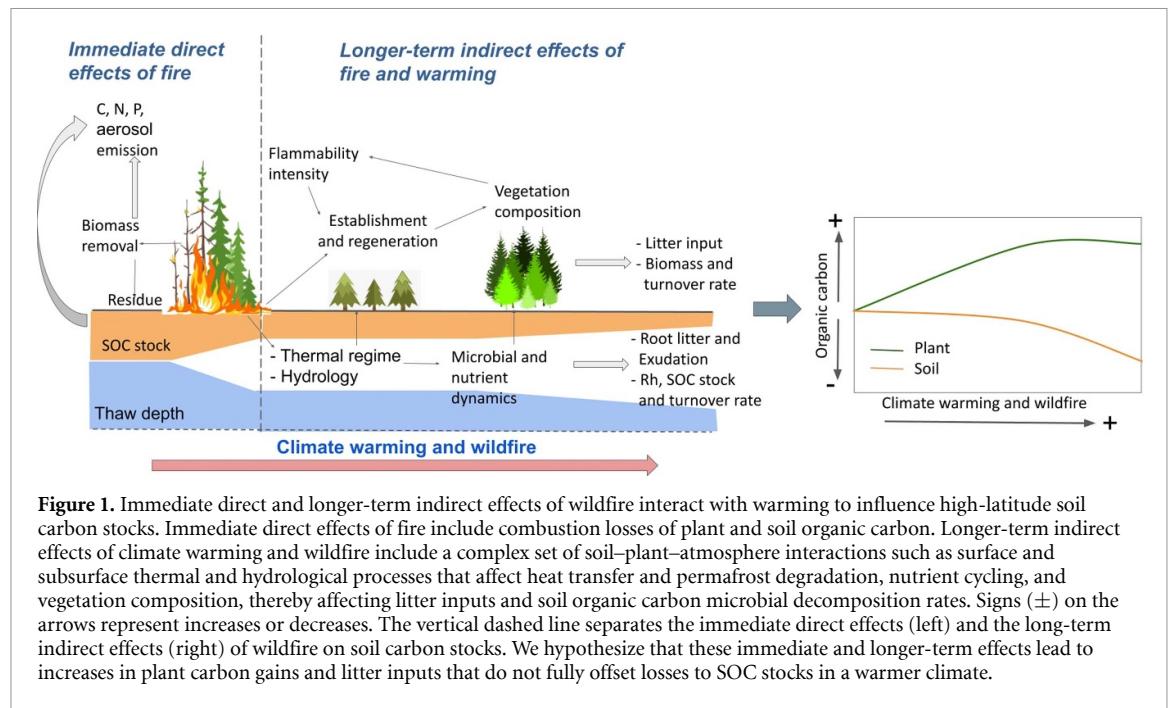 Immediate direct
effects of fire
Longer-term indirect effects of
fire and warming
C, N, P,
aerosol
emission
Biomass
removal
Residue
Flammability
intensity
Establishment
and regeneration
Vegetation
composition
- Litter input
- Biomass and
turnover rate
SOC stock
- Thermal regime
- Hydrology
Microbial and
nutrient
dynamics
- Root litter and
Exudation
- Rh, SOC stock
and turnover rate
Thaw depth
Climate warming and wildfire
+
Organic carbon
-
Plant
Soil
Climate warming and wildfire
+
Figure 1. Immediate direct and longer-term indirect effects of wildfire interact with warming to influence high-latitude soil
carbon stocks. Immediate direct effects of fire include combustion losses of plant and soil organic carbon. Longer-term indirect
effects of climate warming and wildfire include a complex set of soil–plant–atmosphere interactions such as surface and
subsurface thermal and hydrological processes that affect heat transfer and permafrost degradation, nutrient cycling, and
vegetation composition, thereby affecting litter inputs and soil organic carbon microbial decomposition rates. Signs (±) on the
arrows represent increases or decreases. The vertical dashed line separates the immediate direct effects (left) and the long-term
indirect effects (right) of wildfire on soil carbon stocks. We hypothesize that these immediate and longer-term effects lead to
increases in plant carbon gains and litter inputs that do not fully offset losses to SOC stocks in a warmer climate.